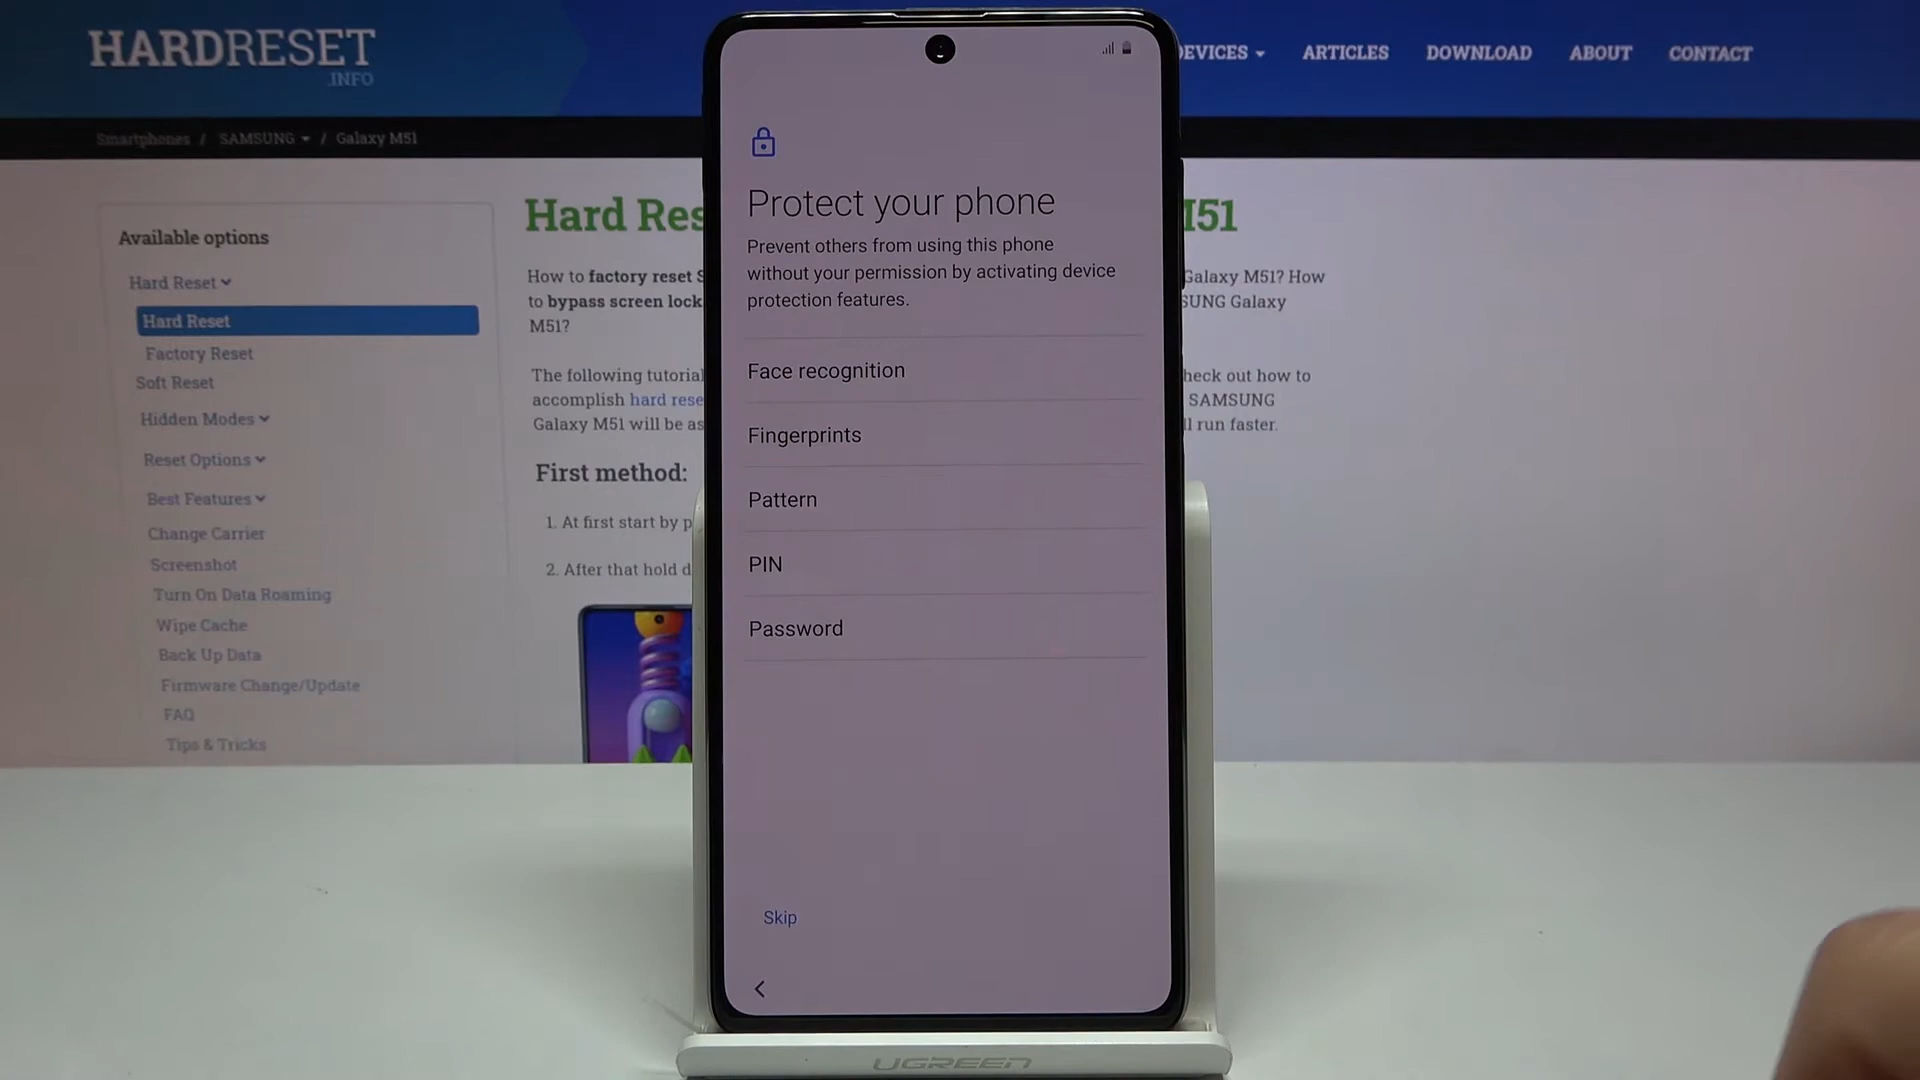 HARDRESET
.INFO
DEVICES
ARTICLES
DOWNLOAD
ABOUT
CONTACT
Smartphones / SAMSUNG / Galaxy M51
Available options
Hard Reset
Hard Reset
Factory Reset
Soft Reset
Hidden Modes
Reset Options
Best Features
Change Carrier
Screenshot
Turn On Data Roaming
Wipe Cache
Back Up Data
Firmware Change/Update
FAQ
Tips & Tricks
Hard Res
M51
How to factory reset S
Galaxy M51? How
to bypass screen lock
SUNG Galaxy
M51?
The following tutorial
heck out how to
accomplish hard rese
SAMSUNG
Galaxy M51 will be as
ll run faster.
First method:
1. At first start by p
2. After that hold d
Protect your phone
Prevent others from using this phone
without your permission by activating device
protection features.
Face recognition
Fingerprints
Pattern
PIN
Password
Skip
UGREEN